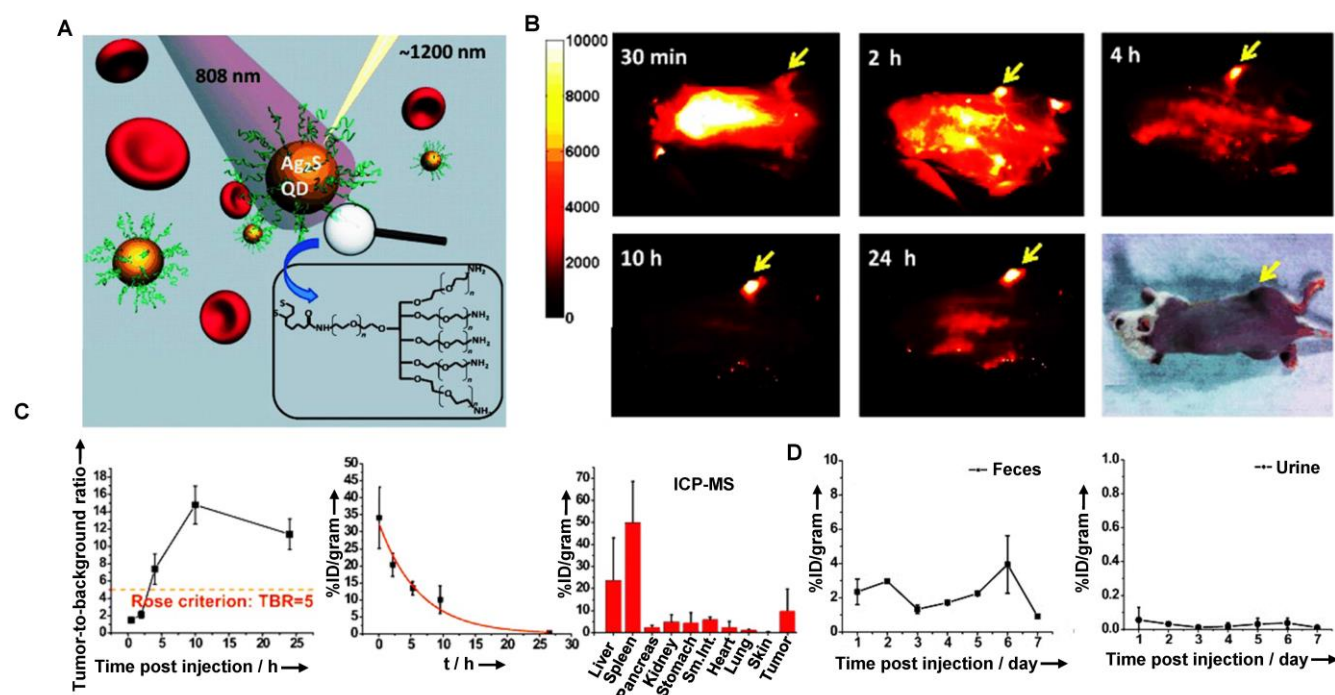 A
808 nm
~1200 nm
Ag₂S
QD
S
S
O
NH
O
n
O
O
O
n
NH₂
O
O
n
NH₂
O
O
n
NH₂
O
O
n
NH₂
O
O
n
NH₂
B
10000
8000
6000
4000
2000
0
30 min
2 h
4 h
10 h
24 h
C
Tumor-to-background ratio
18
16
14
12
10
8
6
4
2
0
Rose criterion: TBR=5
0 5 10 15 20 25
Time post injection / h
%ID/gram
50
45
40
35
30
25
20
15
10
5
0
0 5 10 15 20 25 30
t / h
ICP-MS
%ID/gram
70
60
50
40
30
20
10
0
Liver
Spleen
Pancreas
Kidney
Stomach
Sm.Int.
Heart
Lung
Skin
Tumor
D
Feces
%ID/gram
10
8
6
4
2
0
1 2 3 4 5 6 7
Time post injection / day
Urine
%ID/gram
1.0
0.8
0.6
0.4
0.2
0.0
1 2 3 4 5 6 7
Time post injection / day